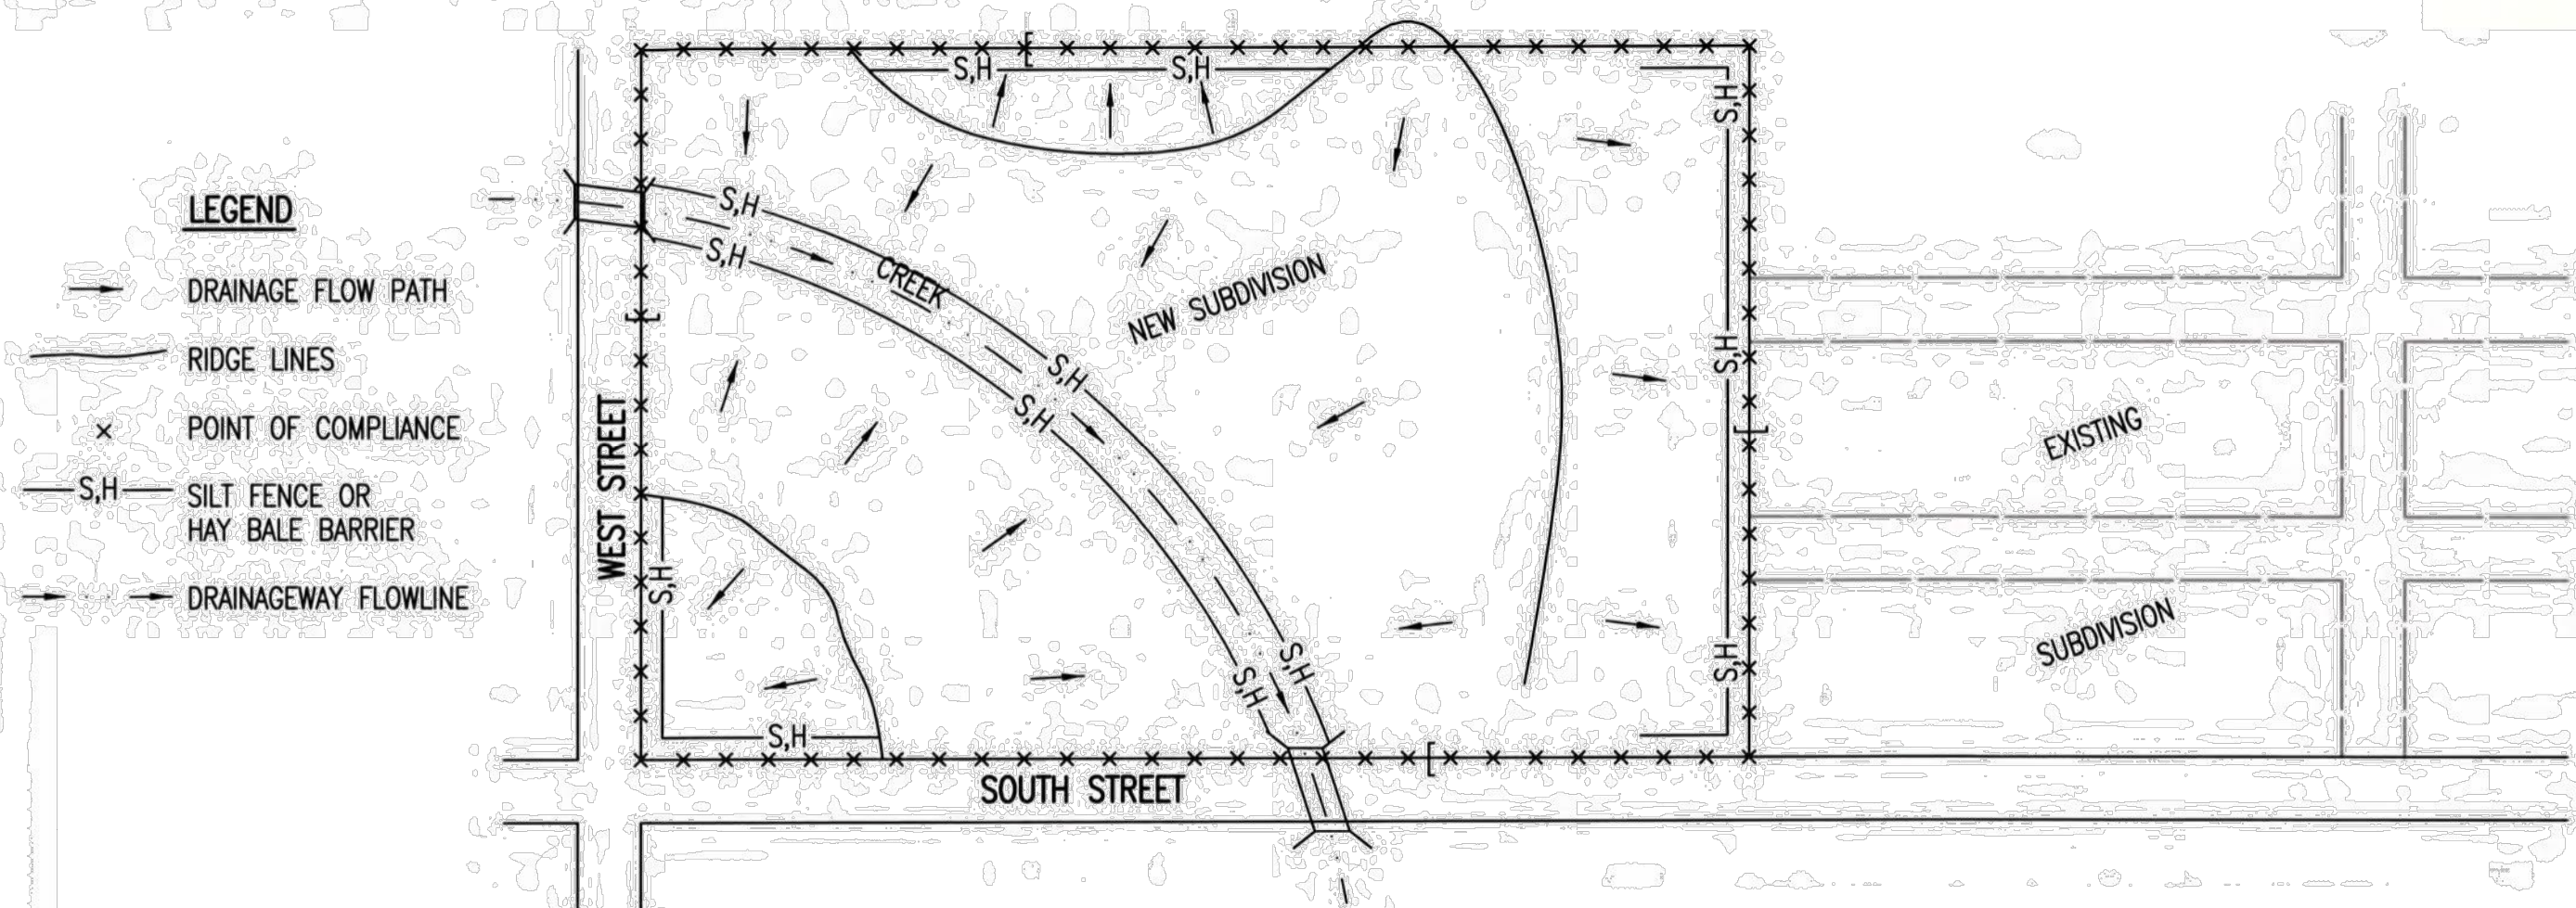 LEGEND
DRAINAGE FLOW PATH
RIDGE LINES
× POINT OF COMPLIANCE
S,H SILT FENCE OR
HAY BALE BARRIER
DRAINAGEWAY FLOWLINE
WEST STREET
S,H
S,H
S,H
S,H
S,H
CREEK
NEW SUBDIVISION
S,H
S,H
S,H
S,H
S,H
S,H
S,H
S,H
S,H
SOUTH STREET
EXISTING
SUBDIVISION